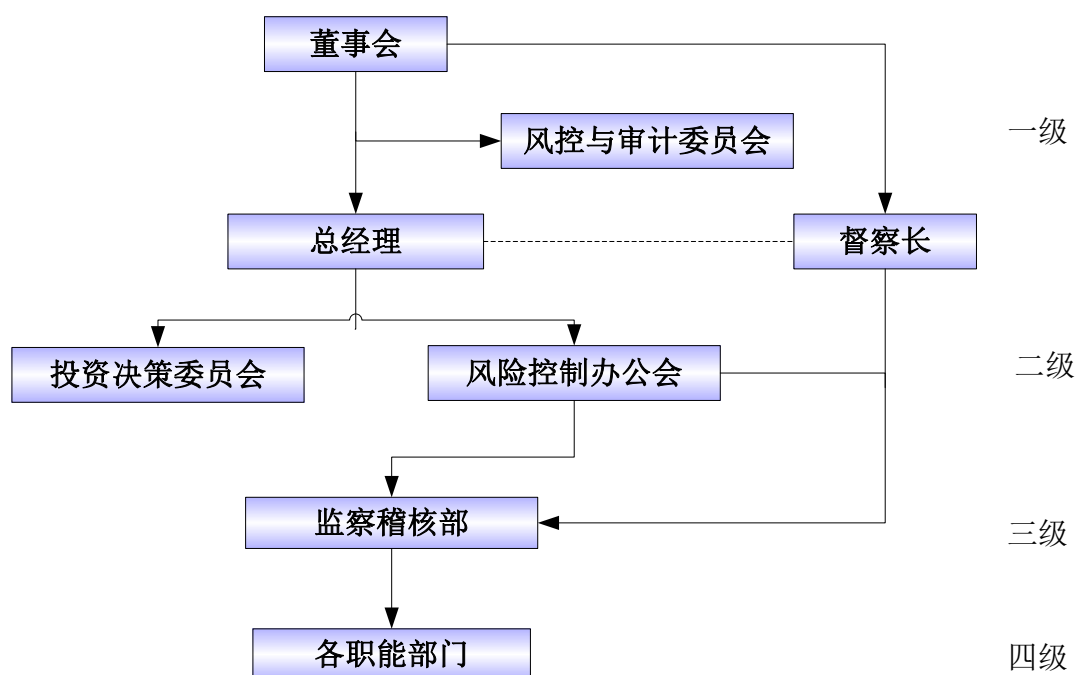 董事会
风控与审计委员会
一级
总经理
督察长
投资决策委员会
风险控制办公会
二级
监察稽核部
三级
各职能部门
四级